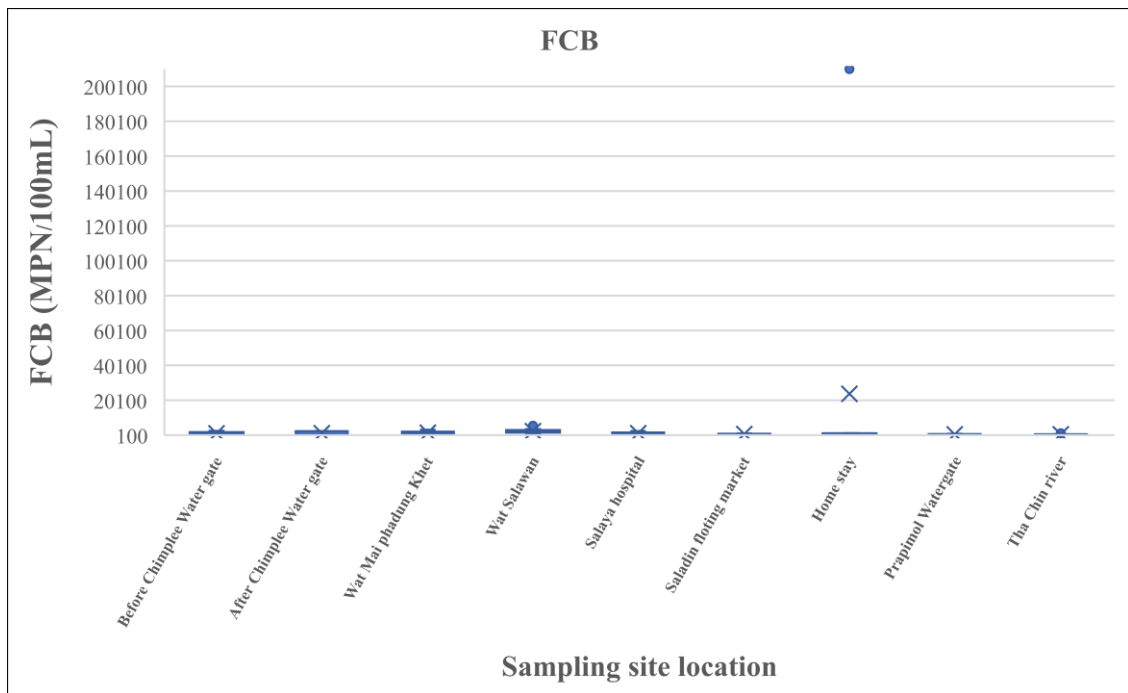 FCB
FCB (MPN/100mL)
200100
180100
160100
140100
120100
100100
80100
60100
40100
20100
100
Before Chimplee Water gate
After Chimplee Water gate
Wat Mai phadung Khet
Wat Salawan
Salaya hospital
Saladin floting market
Home stay
Prapimol Watergate
Tha Chin river
Sampling site location